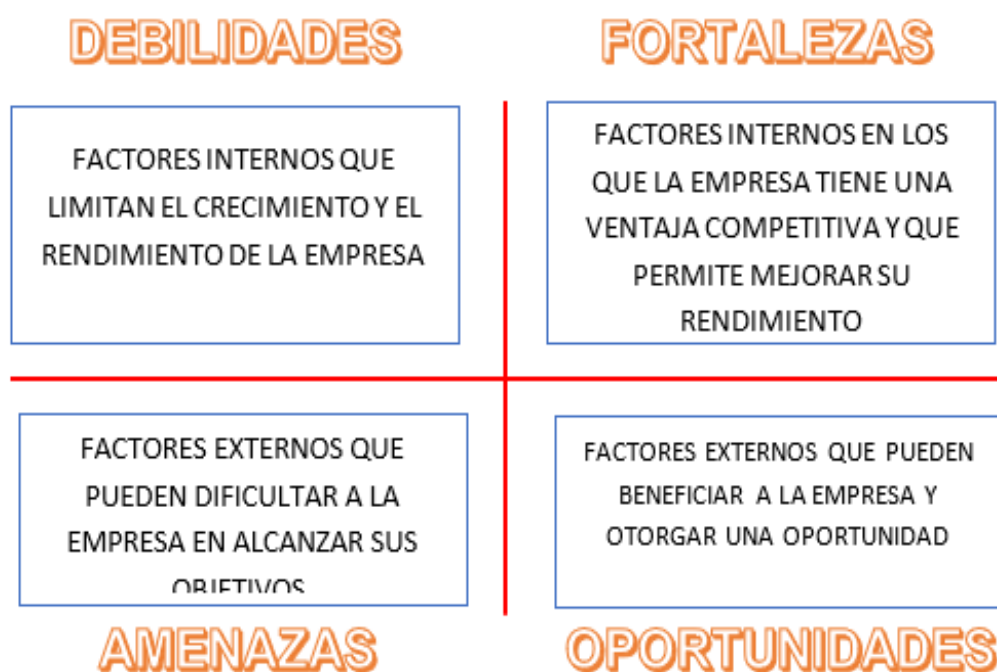 DEBILIDADES
FORTALEZAS
FACTORES INTERNOS QUE
LIMITAN EL CRECIMIENTO Y EL
RENDIMIENTO DE LA EMPRESA
FACTORES INTERNOS EN LOS
QUE LA EMPRESA TIENE UNA
VENTAJA COMPETITIVA Y QUE
PERMITE MEJORAR SU
RENDIMIENTO
FACTORES EXTERNOS QUE
PUEDEN DIFICULTAR A LA
EMPRESA EN ALCANZAR SUS
OBJETIVOS
FACTORES EXTERNOS QUE PUEDEN
BENEFICIAR A LA EMPRESA Y
OTORGAR UNA OPORTUNIDAD
AMENAZAS
OPORTUNIDADES